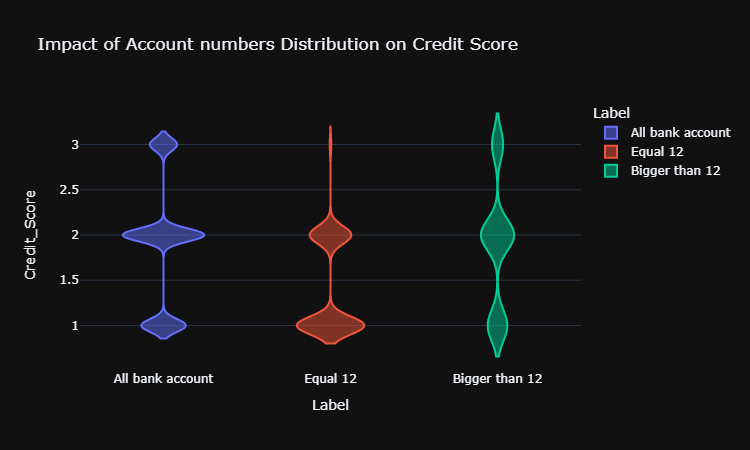 Impact of Account numbers Distribution on Credit Score
Label
All bank account
Equal 12
Bigger than 12
Credit_Score
3
2.5
2
1.5
1
All bank account
Equal 12
Bigger than 12
Label